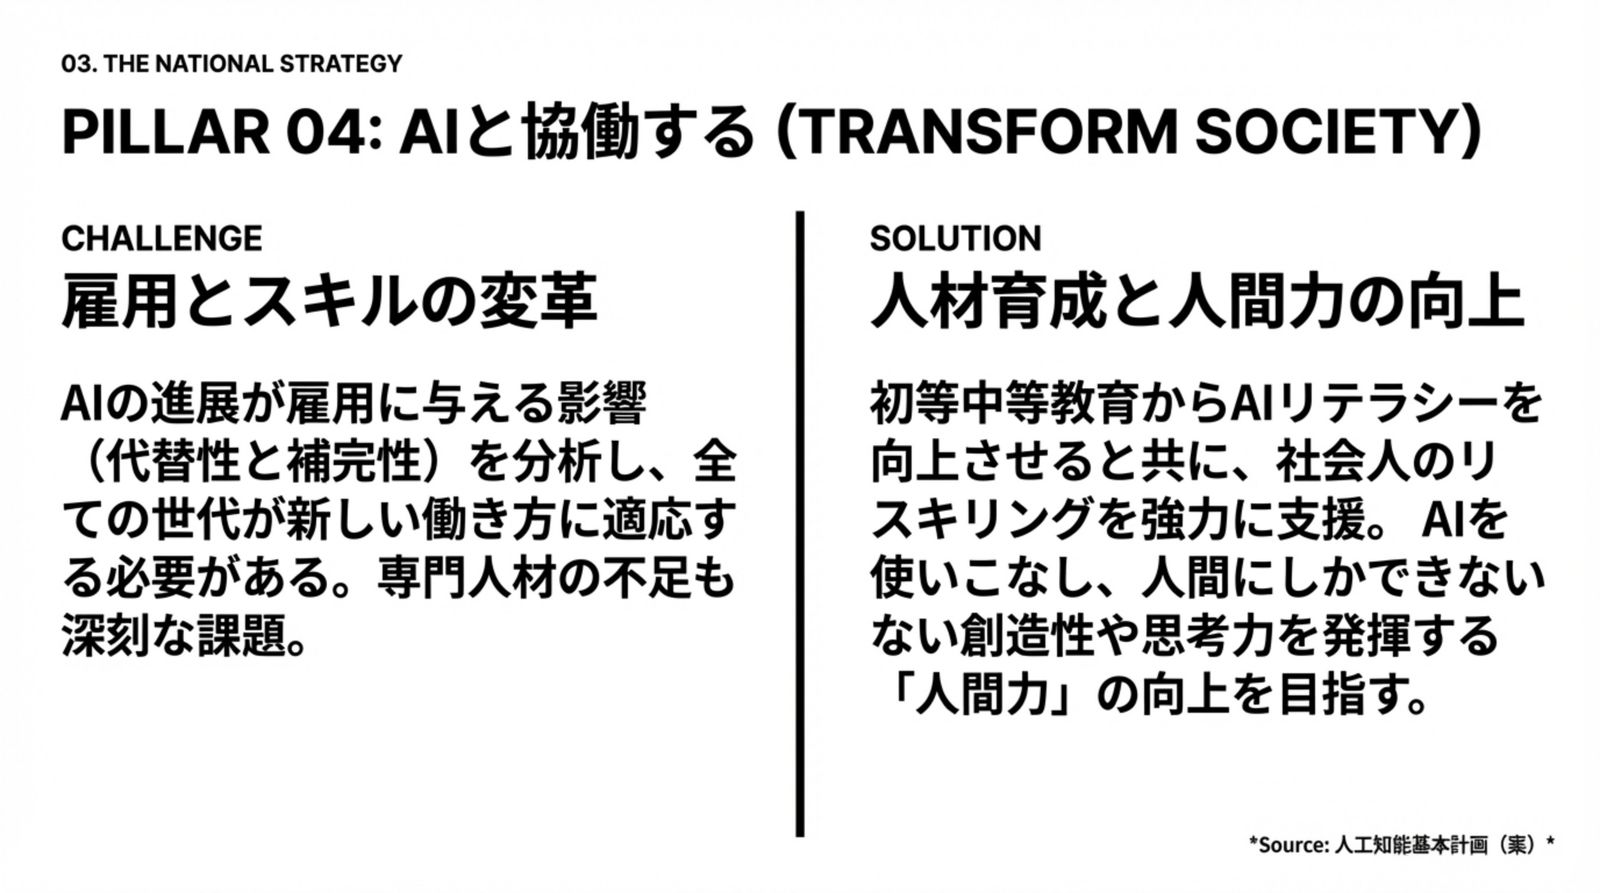 03. THE NATIONAL STRATEGY
PILLAR 04: AIと協働する (TRANSFORM SOCIETY)
CHALLENGE
雇用とスキルの変革
AIの進展が雇用に与える影響
（代替性と補完性）を分析し、全
ての世代が新しい働き方に適応す
る必要がある。専門人材の不足も
深刻な課題。
SOLUTION
人材育成と人間力の向上
初等中等教育からAIリテラシーを
向上させると共に、社会人のリ
スキリングを強力に支援。 AIを
使いこなし、人間にしかできない
ない創造性や思考力を発揮する
「人間力」の向上を目指す。
*Source: 人工知能基本計画（案）*